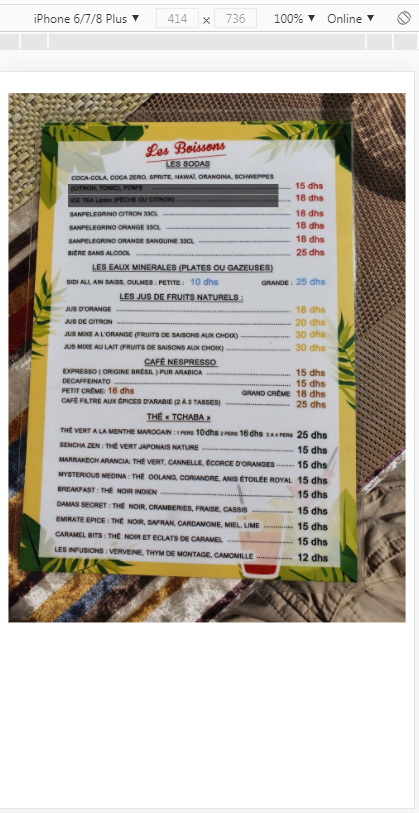 iPhone 6/7/8 Plus ▼ 414 × 736 100% ▼ Online ▼
Les Boissons
LES SODAS
COCA-COLA, COCA ZERO, SPRITE, HAWAÏ, ORANGINA, SCHWEPPES
(CITRON, TONIC), POM'S 15 dhs
ICE TEA Lipton (PÊCHE OU CITRON) 18 dhs
SANPELEGRINO CITRON 33CL 18 dhs
SANPELEGRINO ORANGE 33CL 18 dhs
SANPELEGRINO ORANGE SANGUINE 33CL 18 dhs
BIÈRE SANS ALCOOL 25 dhs
LES EAUX MINERALES (PLATES OU GAZEUSES)
SIDI ALI, AIN SAISS, OULMES : PETITE : 10 dhs GRANDE : 25 dhs
LES JUS DE FRUITS NATURELS :
JUS D'ORANGE 18 dhs
JUS DE CITRON 20 dhs
JUS MIXE A L'ORANGE (FRUITS DE SAISONS AUX CHOIX) 30 dhs
JUS MIXE AU LAIT (FRUITS DE SAISONS AUX CHOIX) 30 dhs
CAFÉ NESPRESSO
EXPRESSO ( ORIGINE BRÉSIL ) PUR ARABICA 15 dhs
DECAFFEINATO 15 dhs
PETIT CRÈME: 16 dhs GRAND CRÈME 18 dhs
CAFÉ FILTRE AUX ÉPICES D'ARABIE (2 À 3 TASSES) 25 dhs
THÉ « TCHABA »
THÉ VERT A LA MENTHE MAROCAIN : 1 PERS 10 dhs 2 PERS 16 dhs 3 A 4 PERS 25 dhs
SENCHA ZEN : THÉ VERT JAPONAIS NATURE 15 dhs
MARRAKECH ARANCIA: THÉ VERT, CANNELLE, ÉCORCE D'ORANGES 15 dhs
MYSTERIOUS MEDINA : THÉ OOLANG, CORIANDRE, ANIS ÉTOILÉE ROYAL 15 dhs
BREAKFAST : THÉ NOIR INDIEN 15 dhs
DAMAS SECRET : THÉ NOIR, CRAMBERIES, FRAISE, CASSIS 15 dhs
EMIRATE EPICE : THÉ NOIR, SAFRAN, CARDAMOME, MIEL, LIME 15 dhs
CARAMEL BITS : THÉ NOIR ET ECLATS DE CARAMEL 15 dhs
LES INFUSIONS : VERVEINE, THYM DE MONTAGE, CAMOMILLE 12 dhs